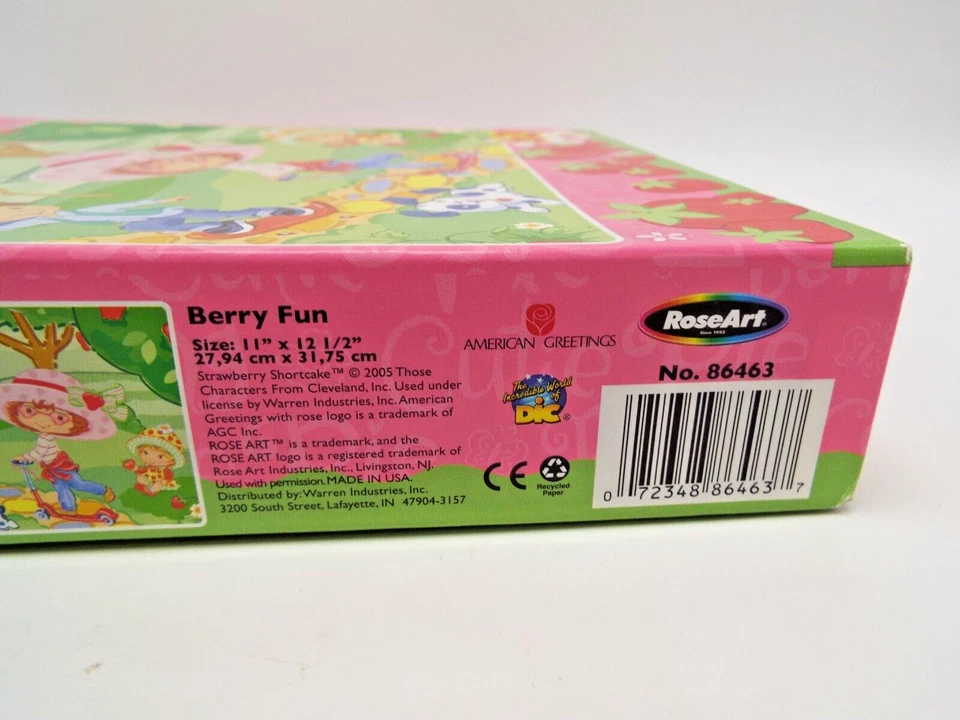 Berry Fun
Size: 11” x 12 1/2”
27,94 cm x 31,75 cm
Strawberry Shortcake™ © 2005 Those
Characters From Cleveland, Inc. Used under
license by Warren Industries, Inc. American
Greetings with rose logo is a trademark of
AGC Inc.
ROSE ART™ is a trademark, and the
ROSE ART logo is a registered trademark of
Rose Art Industries, Inc., Livingston, NJ.
Used with permission. MADE IN USA.
Distributed by: Warren Industries, Inc.
3200 South Street, Lafayette, IN 47904-3157
AMERICAN GREETINGS
The
Incredible World
of
DIC®
CE
Recycled
Paper
RoseArt®
Since 1923
No. 86463
0 72348 86463 7